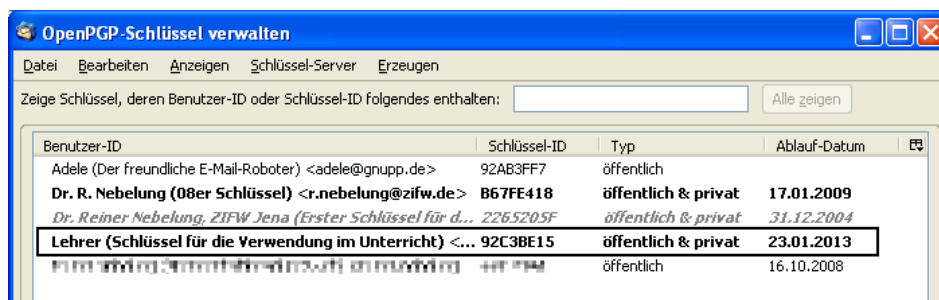 OpenPGP-Schlüssel verwalten
Datei Bearbeiten Anzeigen Schlüssel-Server Erzeugen
Zeige Schlüssel, deren Benutzer-ID oder Schlüssel-ID folgendes enthalten: Alle zeigen
Benutzer-ID Schlüssel-ID Typ Ablauf-Datum
Adele (Der freundliche E-Mail-Roboter) <adele@gnupp.de> 92AB3FF7 öffentlich
Dr. R. Nebelung (08er Schlüssel) <r.nebelung@zifw.de> B67FE418 öffentlich & privat 17.01.2009
Dr. Reiner Nebelung, ZIFW Jena (Erster Schlüssel für d... 2265205F öffentlich & privat 31.12.2004
Lehrer (Schlüssel für die Verwendung im Unterricht) <... 92C3BE15 öffentlich & privat 23.01.2013
öffentlich 16.10.2008